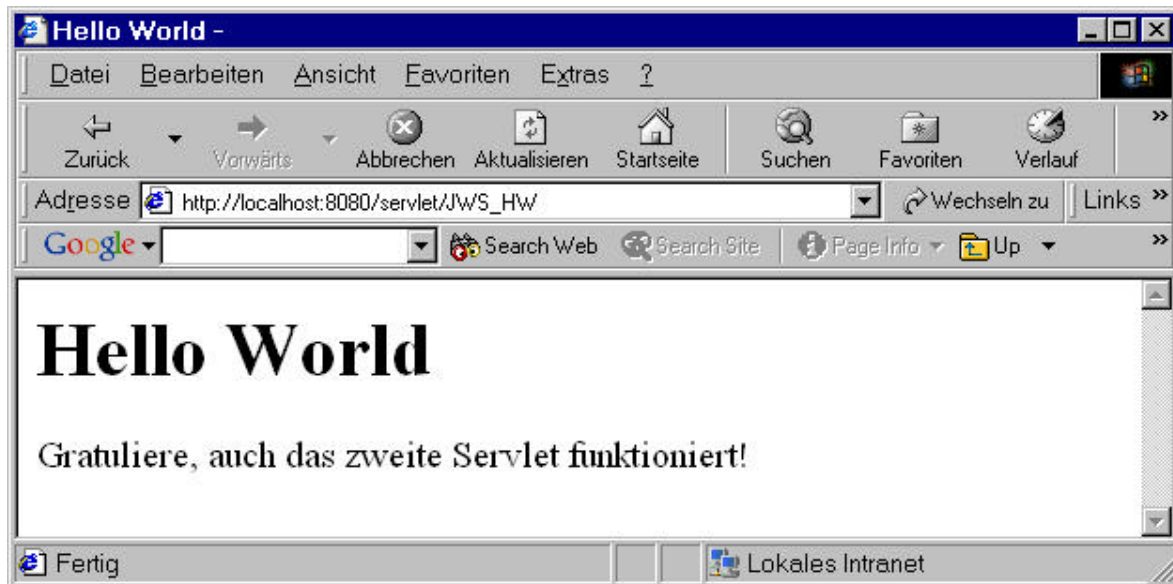 Hello World -
Datei Bearbeiten Ansicht Favoriten Extras ?
Zurück Vorwärts Abbrechen Aktualisieren Startseite Suchen Favoriten Verlauf »
Adresse http://localhost:8080/servlet/JWS_HW Wechseln zu Links »
Google Search Web Search Site Page Info Up »
Hello World
Gratuliere, auch das zweite Servlet funktioniert!
Fertig Lokales Intranet